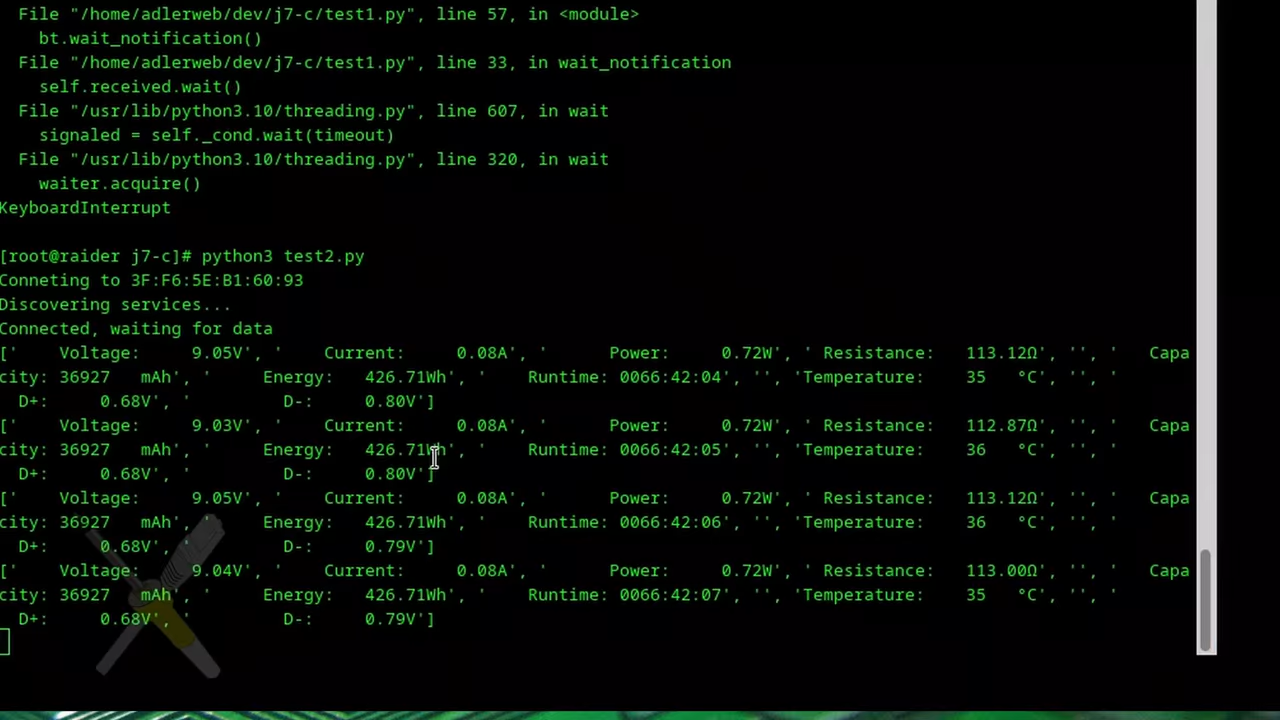 File "/home/adlerweb/dev/j7-c/test1.py", line 57, in <module>
    bt.wait_notification()
  File "/home/adlerweb/dev/j7-c/test1.py", line 33, in wait_notification
    self.received.wait()
  File "/usr/lib/python3.10/threading.py", line 607, in wait
    signaled = self._cond.wait(timeout)
  File "/usr/lib/python3.10/threading.py", line 320, in wait
    waiter.acquire()
KeyboardInterrupt
[root@raider j7-c]# python3 test2.py
Conneting to 3F:F6:5E:B1:60:93
Discovering services...
Connected, waiting for data
['    Voltage:     9.05V', '    Current:     0.08A', '      Power:     0.72W', ' Resistance:   113.12Ω', '', '   Capa
city: 36927   mAh', '     Energy:   426.71Wh', '    Runtime: 0066:42:04', '', 'Temperature:    35   °C', '', '
  D+:     0.68V', '         D-:     0.80V']
['    Voltage:     9.03V', '    Current:     0.08A', '      Power:     0.72W', ' Resistance:   112.87Ω', '', '   Capa
city: 36927   mAh', '     Energy:   426.71Wh', '    Runtime: 0066:42:05', '', 'Temperature:    36   °C', '', '
  D+:     0.68V', '         D-:     0.80V']
['    Voltage:     9.05V', '    Current:     0.08A', '      Power:     0.72W', ' Resistance:   113.12Ω', '', '   Capa
city: 36927   mAh', '     Energy:   426.71Wh', '    Runtime: 0066:42:06', '', 'Temperature:    36   °C', '', '
  D+:     0.68V', '         D-:     0.79V']
['    Voltage:     9.04V', '    Current:     0.08A', '      Power:     0.72W', ' Resistance:   113.00Ω', '', '   Capa
city: 36927   mAh', '     Energy:   426.71Wh', '    Runtime: 0066:42:07', '', 'Temperature:    35   °C', '', '
  D+:     0.68V', '         D-:     0.79V']